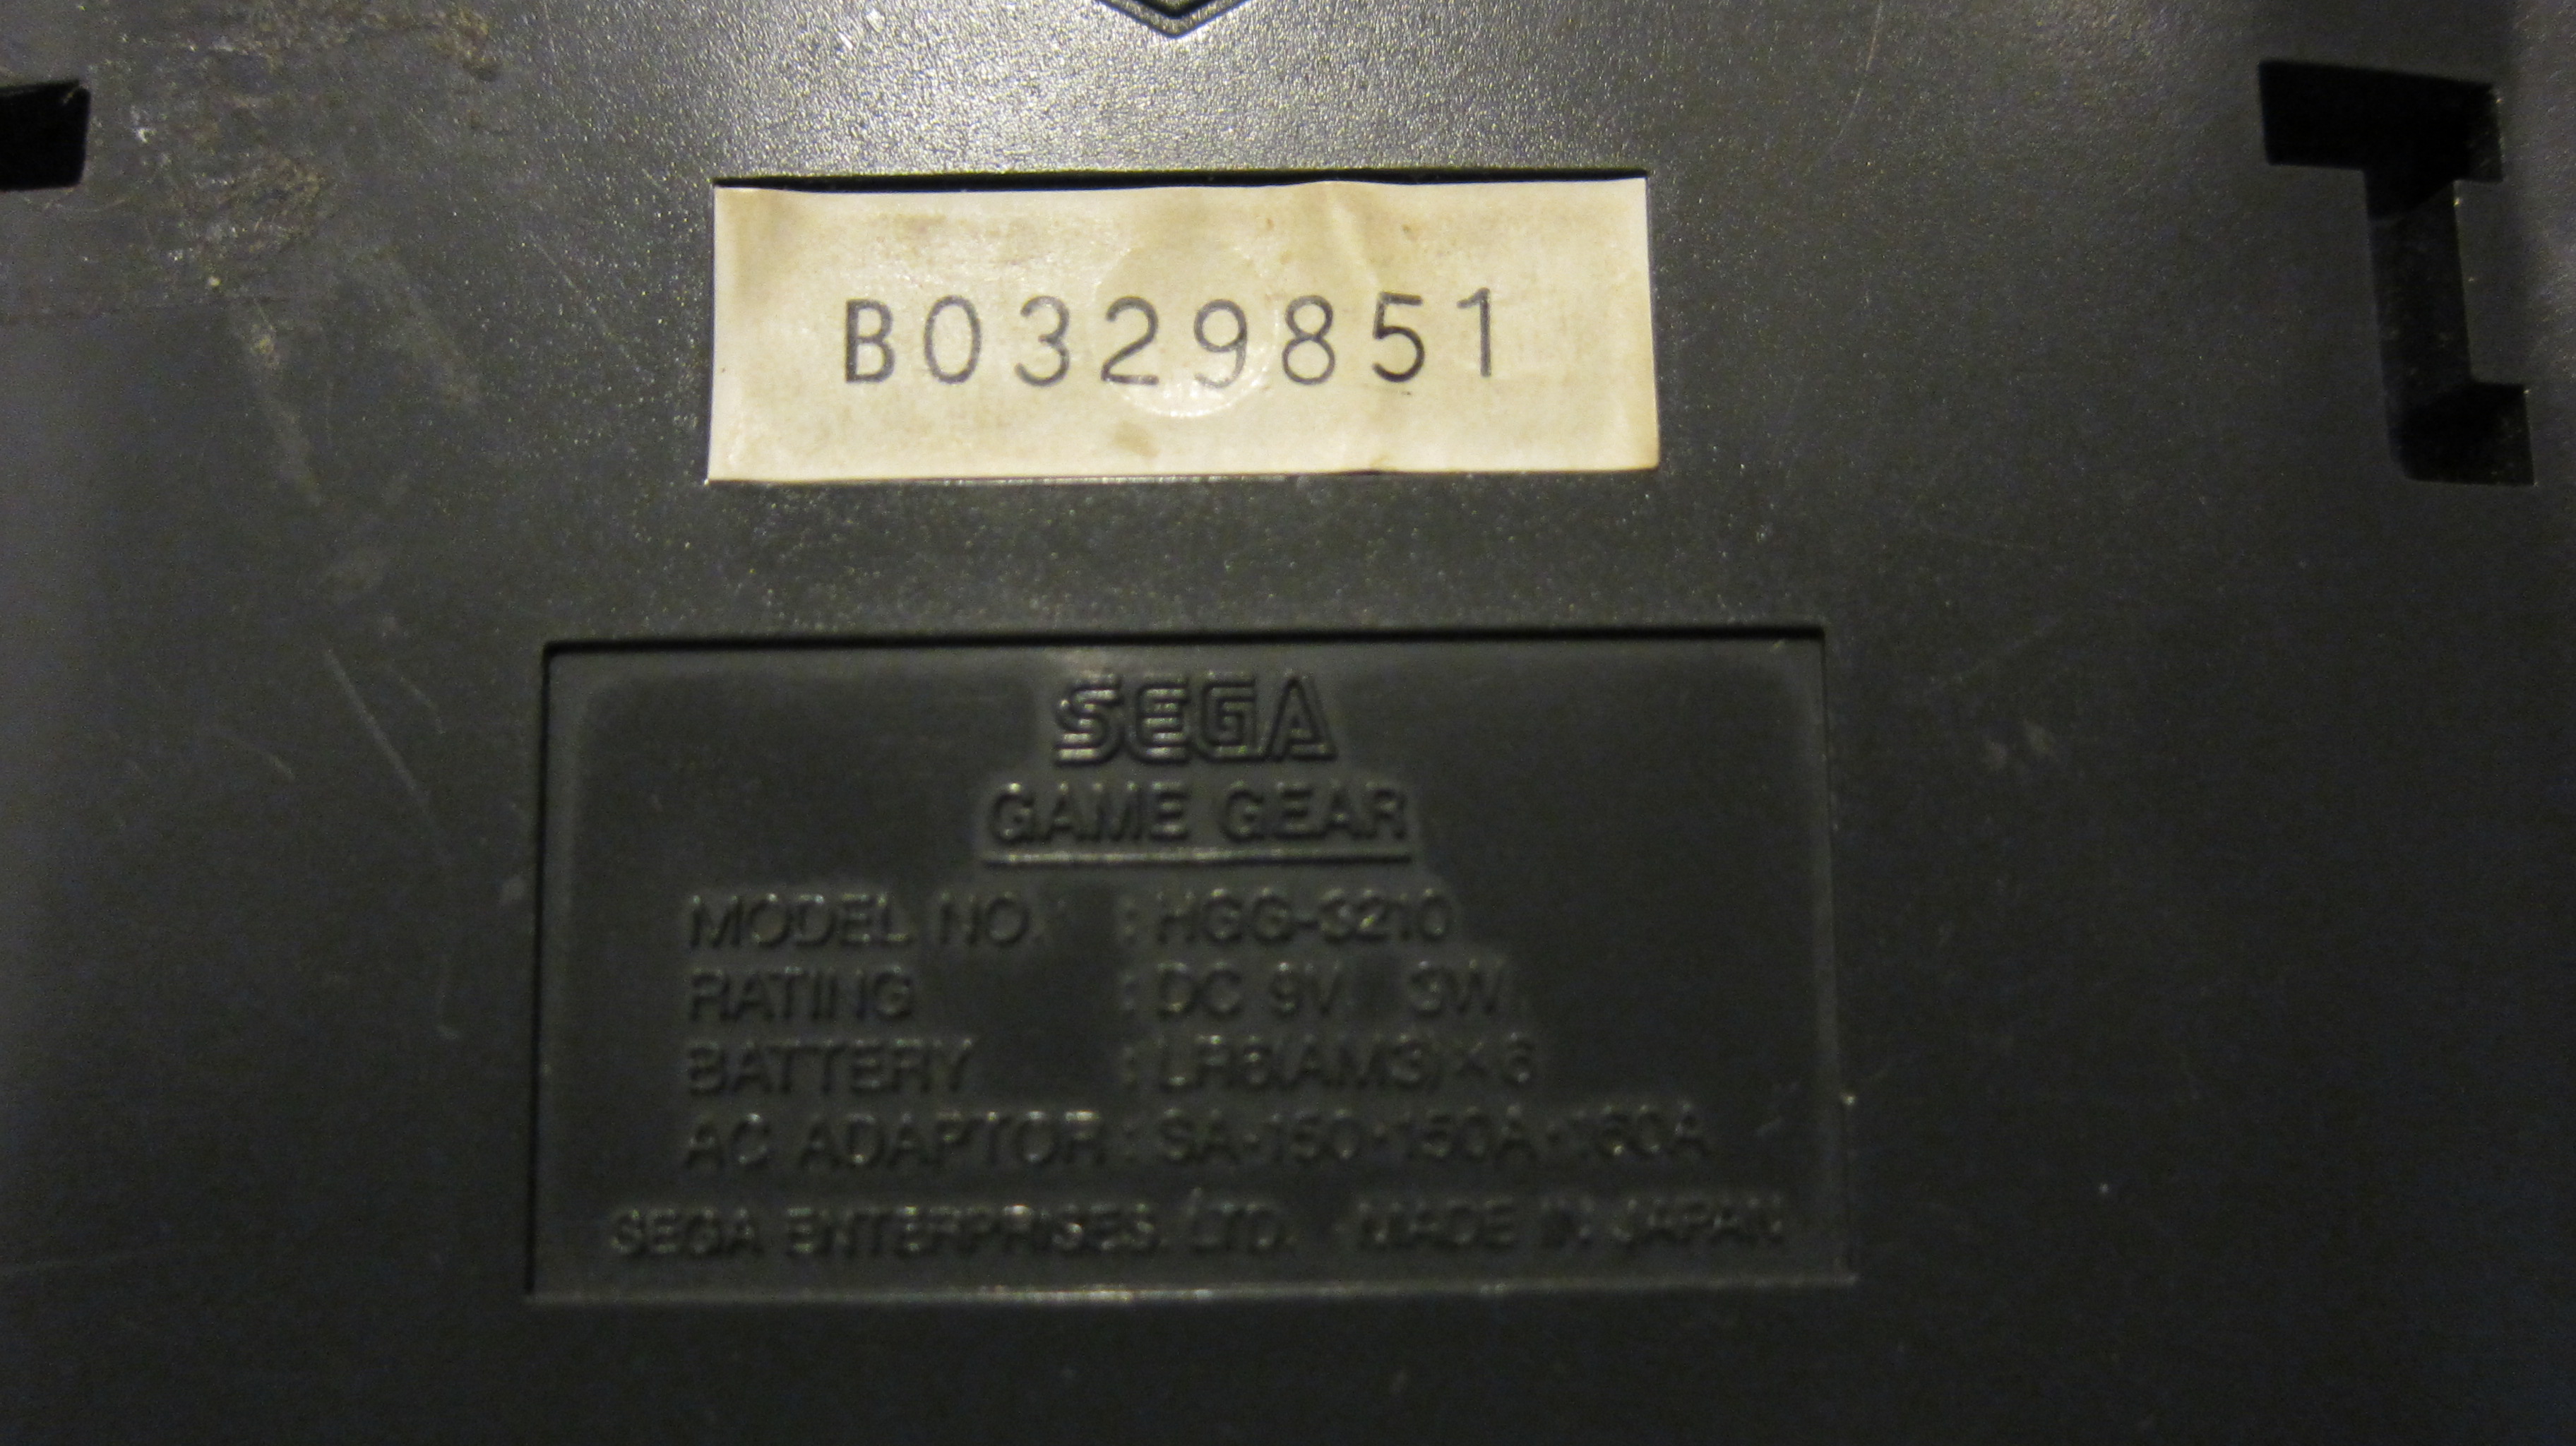 B0329851
SEGA
GAME GEAR
MODEL NO. : HGG-3210
RATING : DC 9V 3W
BATTERY : LR6(AM3)×6
AC ADAPTOR : SA-150·150A·160A
SEGA ENTERPRISES, LTD. MADE IN JAPAN